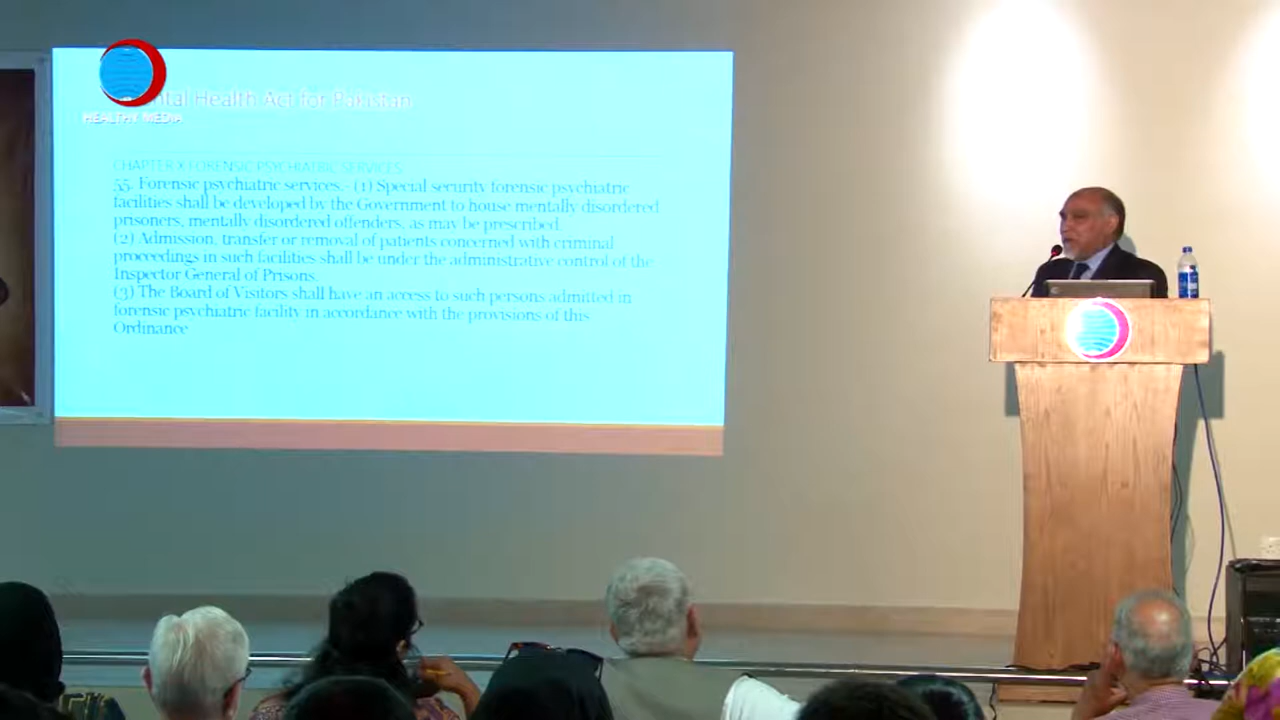 ntal Health Act for Pakistan
HEALTHY MEDIA
CHAPTER X FORENSIC PSYCHIATRIC SERVICES
55. Forensic psychiatric services.- (1) Special security forensic psychiatric
facilities shall be developed by the Government to house mentally disordered
prisoners, mentally disordered offenders, as may be prescribed.
(2) Admission, transfer or removal of patients concerned with criminal
proceedings in such facilities shall be under the administrative control of the
Inspector General of Prisons.
(3) The Board of Visitors shall have an access to such persons admitted in
forensic psychiatric facility in accordance with the provisions of this
Ordinance